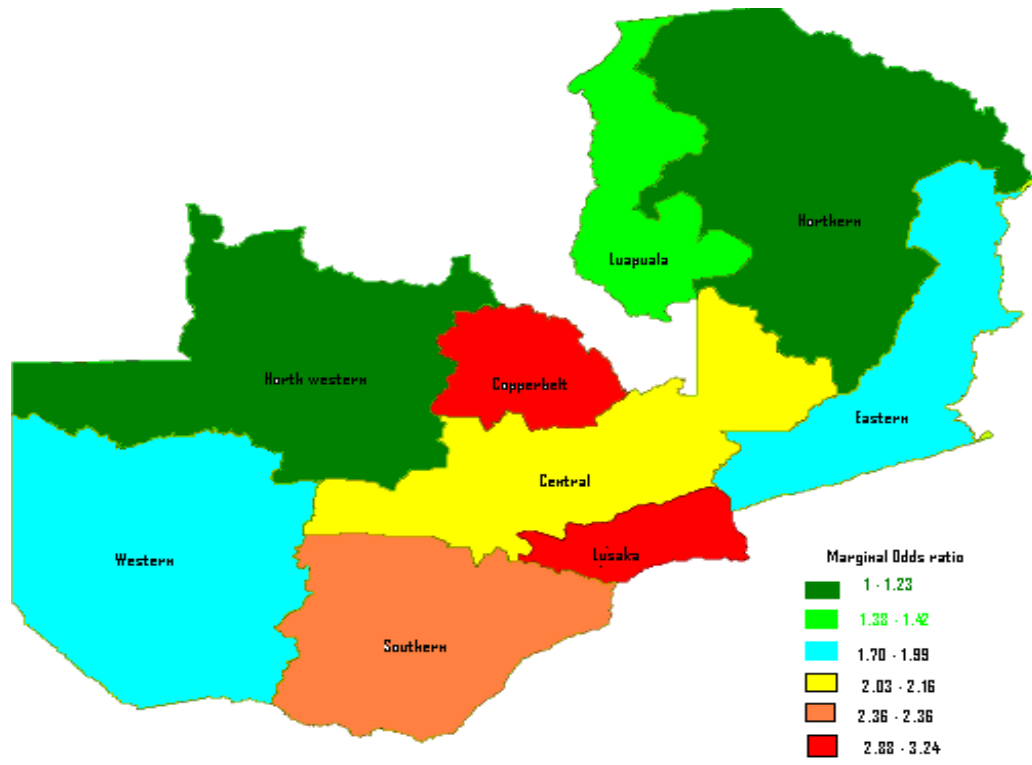 Northern
Luapuala
North western
Copperbelt
Eastern
Central
Western
Lusaka
Southern
Marginal Odds ratio
1 - 1.23
1.38 - 1.42
1.70 - 1.99
2.03 - 2.16
2.36 - 2.36
2.88 - 3.24